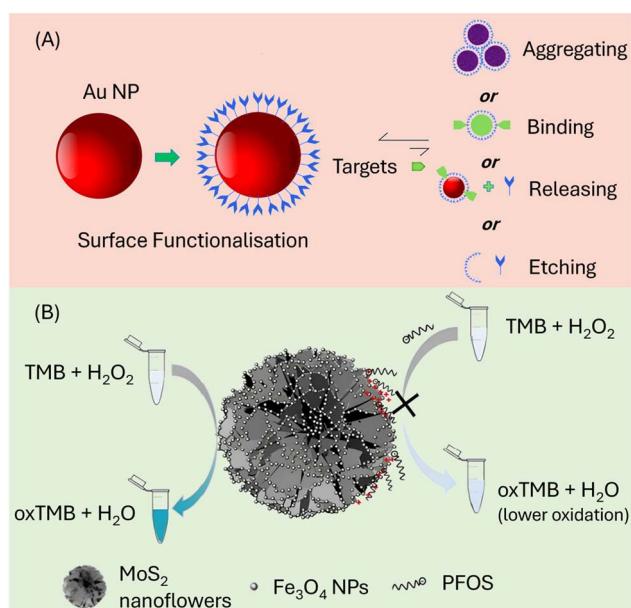 (A)
Au NP
Surface Functionalisation
Targets
Aggregating
or
Binding
or
Releasing
or
Etching
(B)
TMB + H₂O₂
oxTMB + H₂O
TMB + H₂O₂
oxTMB + H₂O
(lower oxidation)
MoS₂
nanoflowers
Fe₃O₄ NPs
PFOS